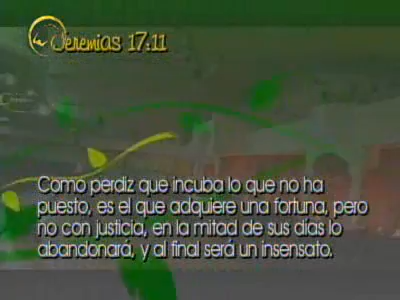 Jeremias 17:11
Como perdiz que incuba lo que no ha
puesto, es el que adquiere una fortuna, pero
no con justicia, en la mitad de sus días lo
abandonará, y al final será un insensato.